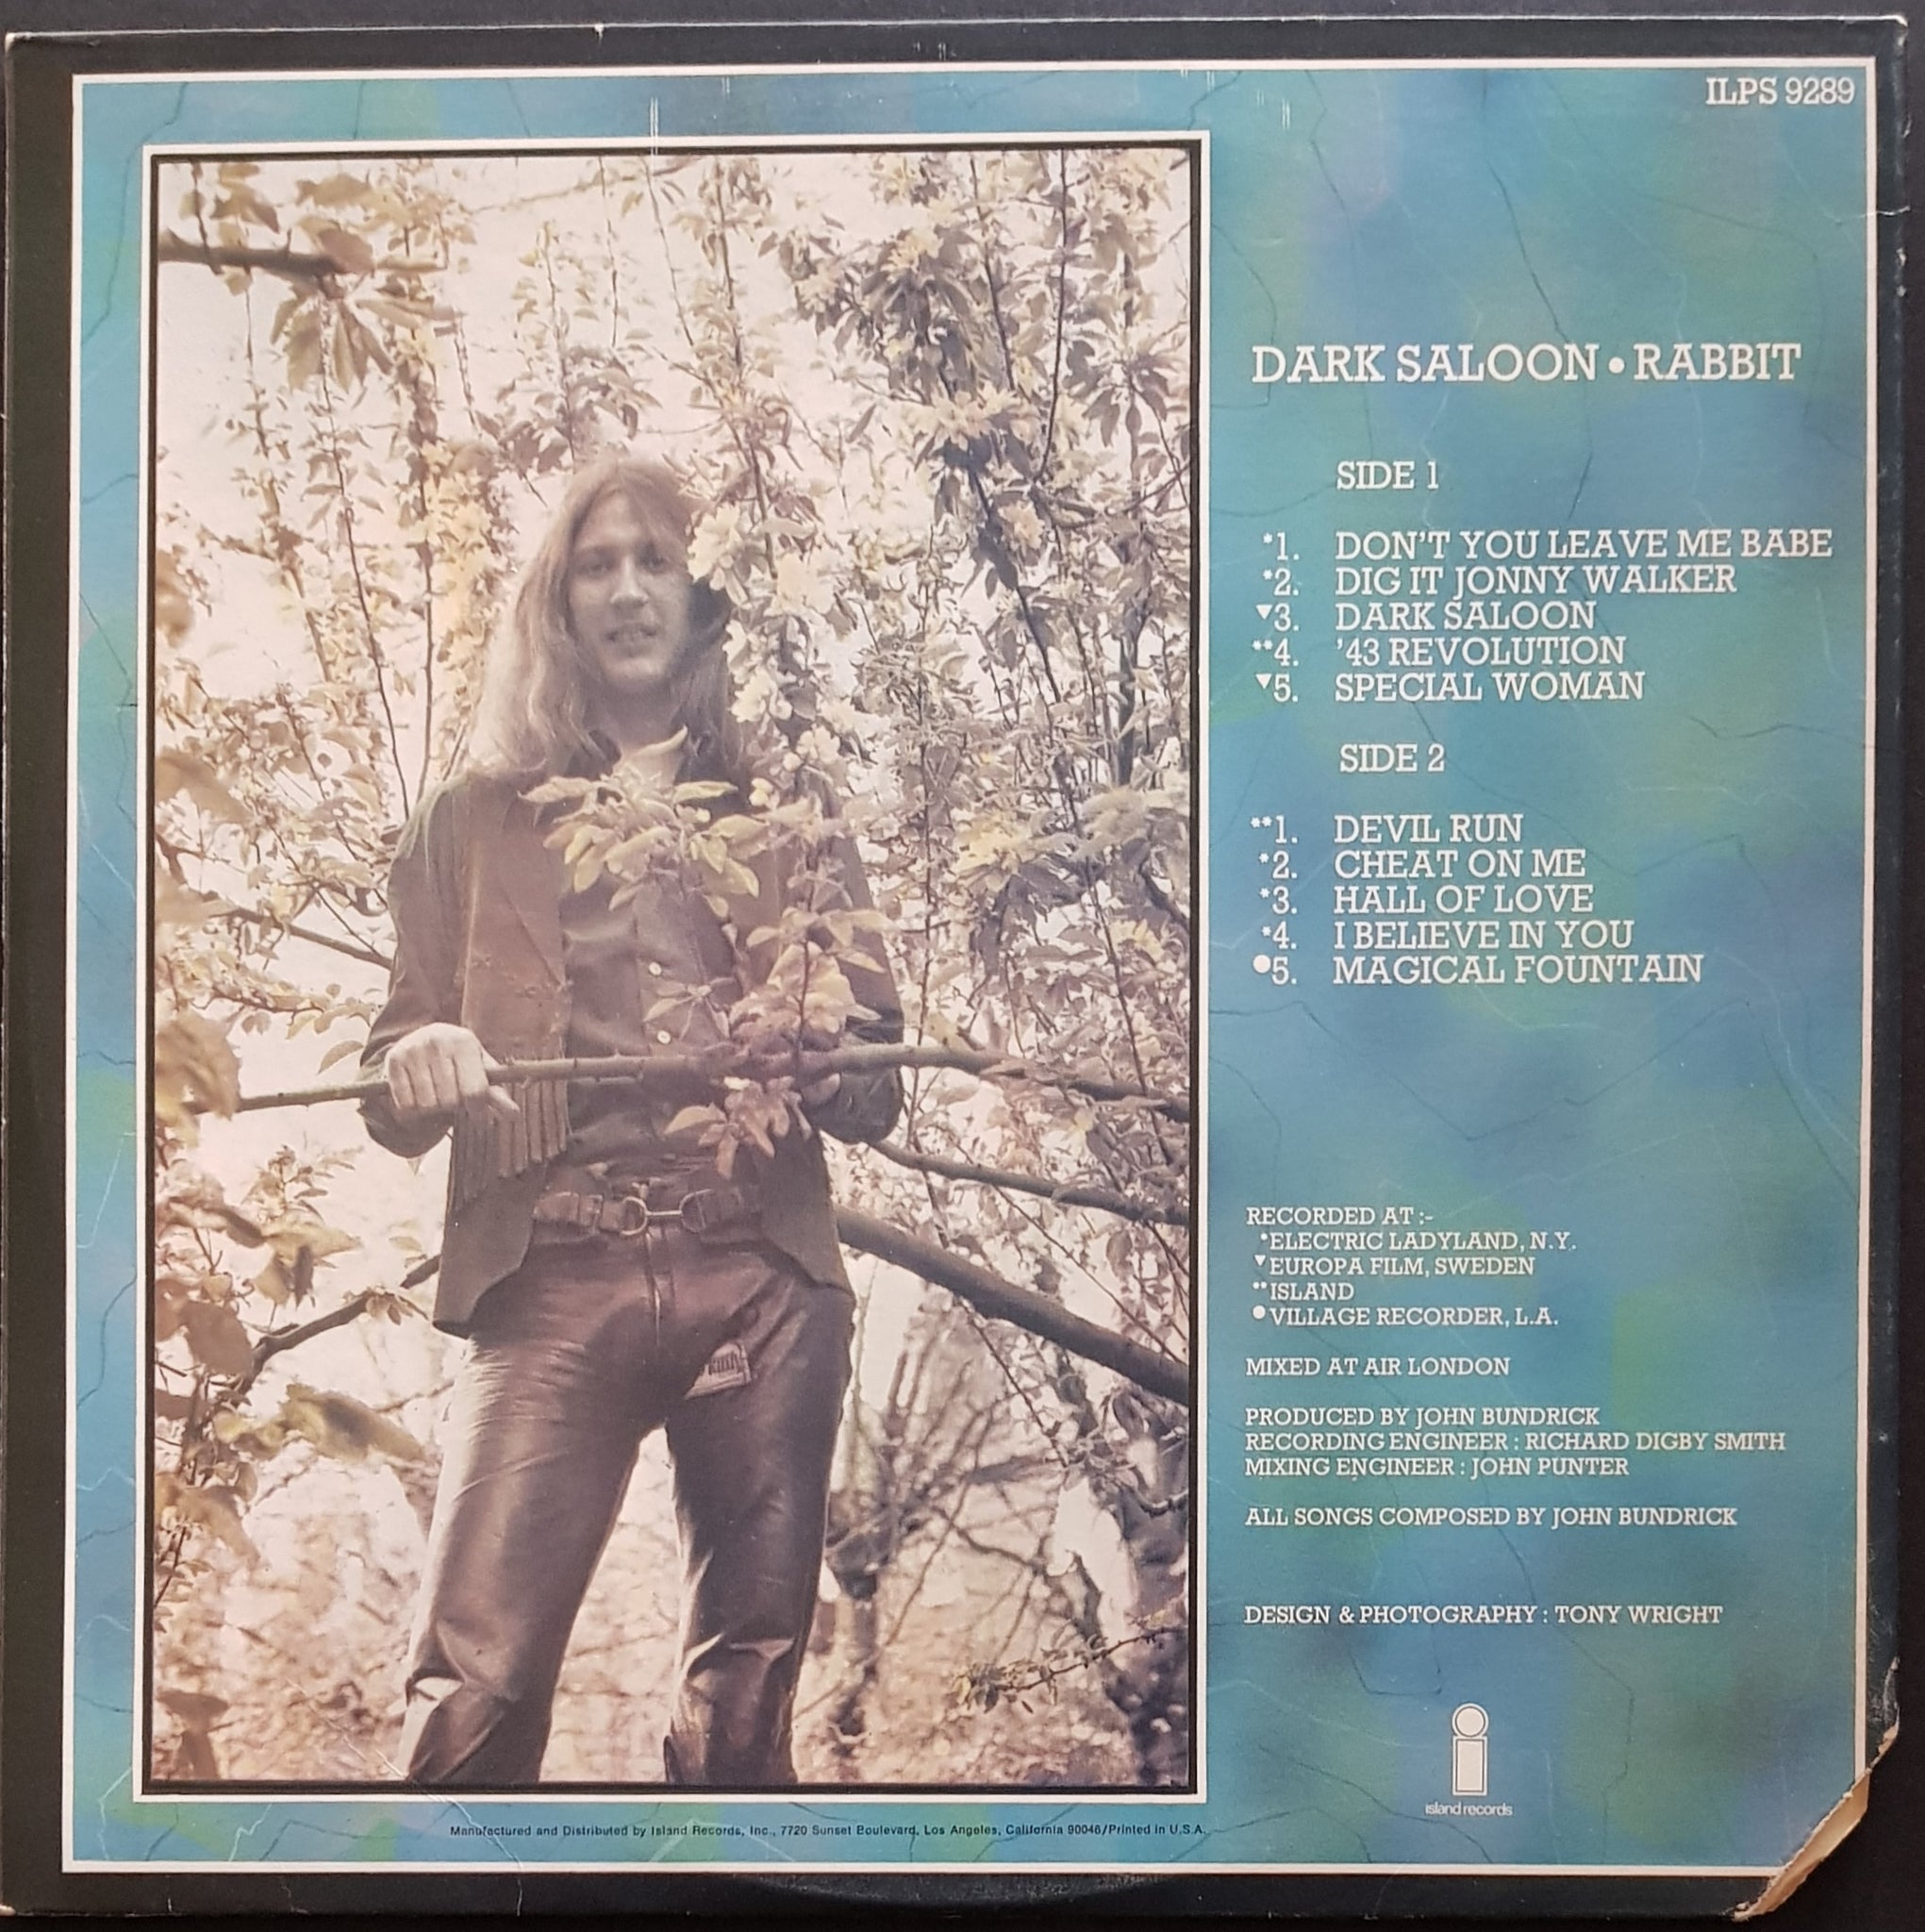 ILPS 9289
DARK SALOON • RABBIT
SIDE 1
*1. DON'T YOU LEAVE ME BABE
*2. DIG IT JONNY WALKER
▼3. DARK SALOON
**4. '43 REVOLUTION
▼5. SPECIAL WOMAN
SIDE 2
**1. DEVIL RUN
*2. CHEAT ON ME
*3. HALL OF LOVE
*4. I BELIEVE IN YOU
●5. MAGICAL FOUNTAIN
RECORDED AT :-
*ELECTRIC LADYLAND, N.Y.
▼EUROPA FILM, SWEDEN
**ISLAND
●VILLAGE RECORDER, L.A.
MIXED AT AIR LONDON
PRODUCED BY JOHN BUNDRICK
RECORDING ENGINEER : RICHARD DIGBY SMITH
MIXING ENGINEER : JOHN PUNTER
ALL SONGS COMPOSED BY JOHN BUNDRICK
DESIGN & PHOTOGRAPHY : TONY WRIGHT
island records
Manufactured and Distributed by Island Records, Inc., 7720 Sunset Boulevard, Los Angeles, California 90046/Printed in U.S.A.